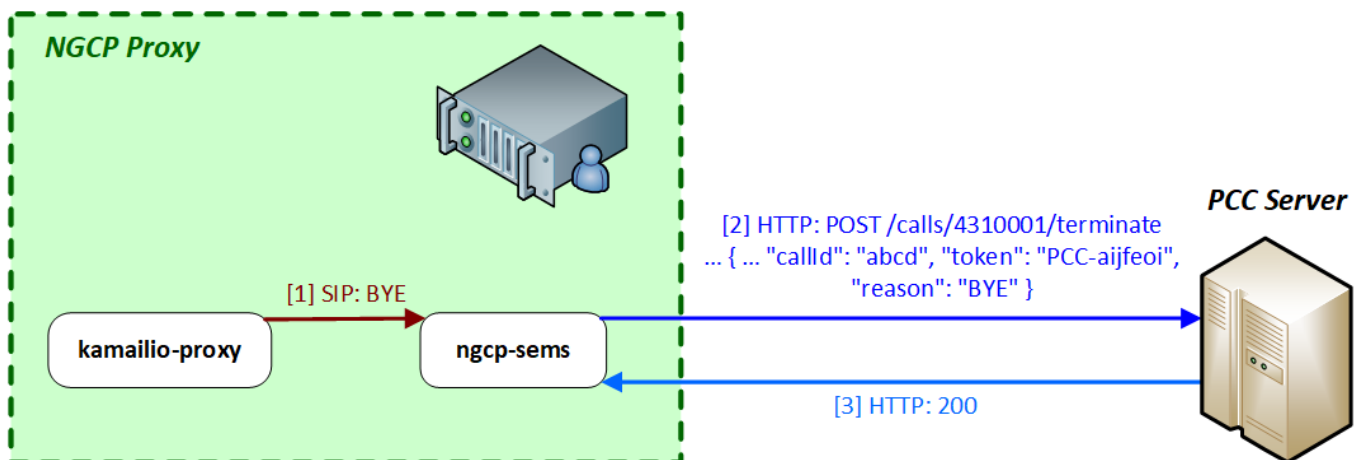 NGCP Proxy
PCC Server
[2] HTTP: POST /calls/4310001/terminate
... { ... "callId": "abcd", "token": "PCC-aijfeoi",
"reason": "BYE" }
[1] SIP: BYE
kamailio-proxy
ngcp-sems
[3] HTTP: 200